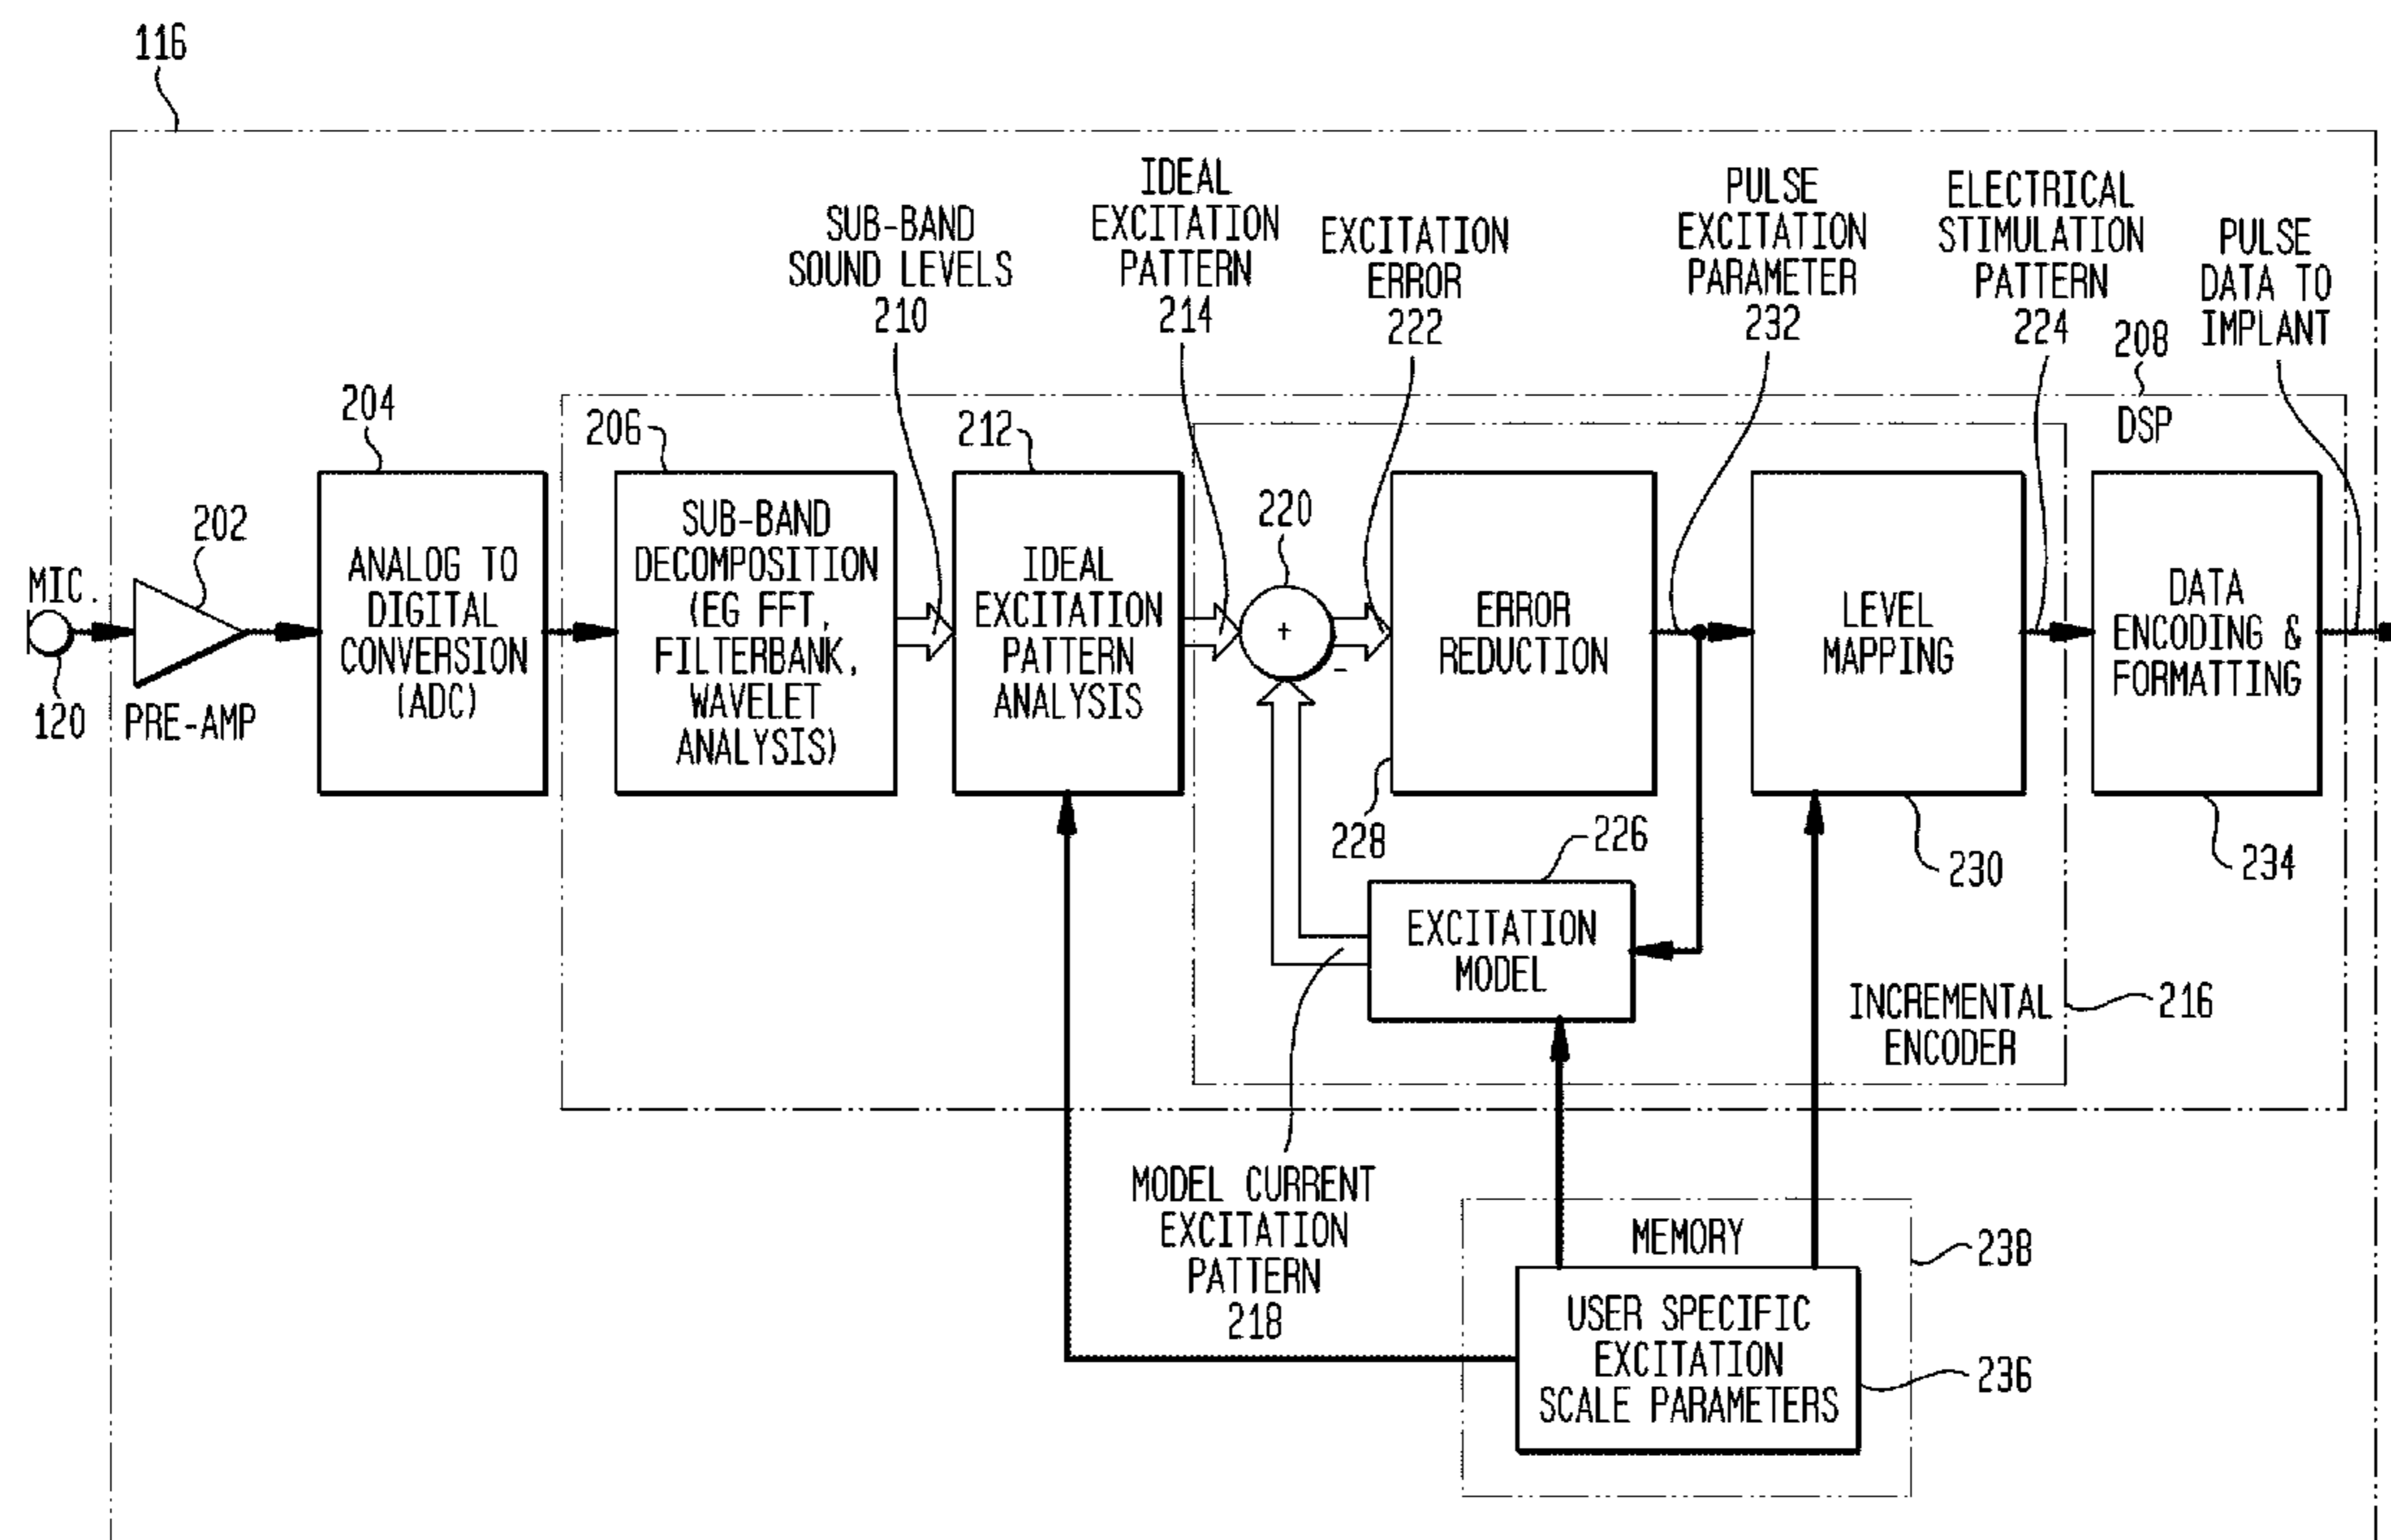 116
SUB-BAND
SOUND LEVELS
210
IDEAL
EXCITATION
PATTERN
214
EXCITATION
ERROR
222
PULSE
EXCITATION
PARAMETER
232
ELECTRICAL
STIMULATION
PATTERN
224
PULSE
DATA TO
IMPLANT
208
DSP
MIC.
120
202
PRE-AMP
204
ANALOG TO
DIGITAL
CONVERSION
(ADC)
206
SUB-BAND
DECOMPOSITION
(EG FFT,
FILTERBANK,
WAVELET
ANALYSIS)
212
IDEAL
EXCITATION
PATTERN
ANALYSIS
220
+
-
ERROR
REDUCTION
228
LEVEL
MAPPING
230
DATA
ENCODING &
FORMATTING
234
226
EXCITATION
MODEL
INCREMENTAL
ENCODER
216
MODEL CURRENT
EXCITATION
PATTERN
218
MEMORY
238
USER SPECIFIC
EXCITATION
SCALE PARAMETERS
236